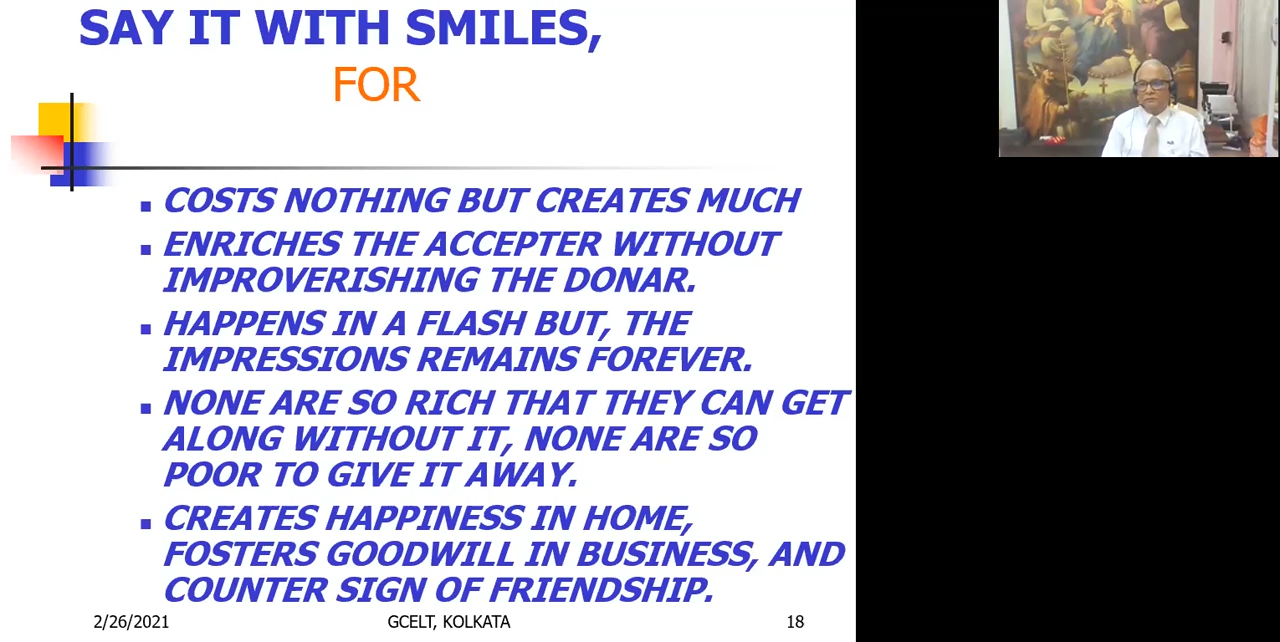 SAY IT WITH SMILES,
FOR
COSTS NOTHING BUT CREATES MUCH
ENRICHES THE ACCEPTER WITHOUT
IMPROVERISHING THE DONAR.
HAPPENS IN A FLASH BUT, THE
IMPRESSIONS REMAINS FOREVER.
NONE ARE SO RICH THAT THEY CAN GET
ALONG WITHOUT IT, NONE ARE SO
POOR TO GIVE IT AWAY.
CREATES HAPPINESS IN HOME,
FOSTERS GOODWILL IN BUSINESS, AND
COUNTER SIGN OF FRIENDSHIP.
2/26/2021 GCELT, KOLKATA 18